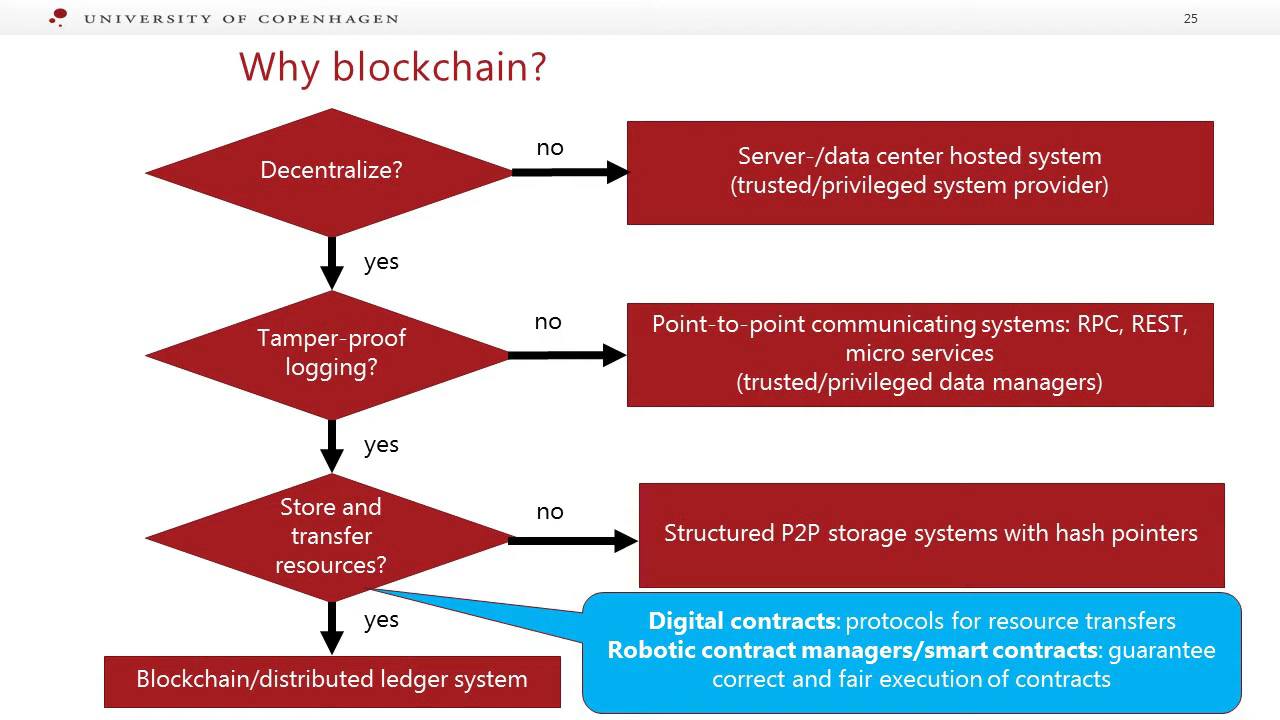 UNIVERSITY OF COPENHAGEN
25
Why blockchain?
Decentralize?
no
Server-/data center hosted system
(trusted/privileged system provider)
yes
Tamper-proof
logging?
no
Point-to-point communicating systems: RPC, REST,
micro services
(trusted/privileged data managers)
yes
Store and
transfer
resources?
no
Structured P2P storage systems with hash pointers
yes
Digital contracts: protocols for resource transfers
Robotic contract managers/smart contracts: guarantee
correct and fair execution of contracts
Blockchain/distributed ledger system